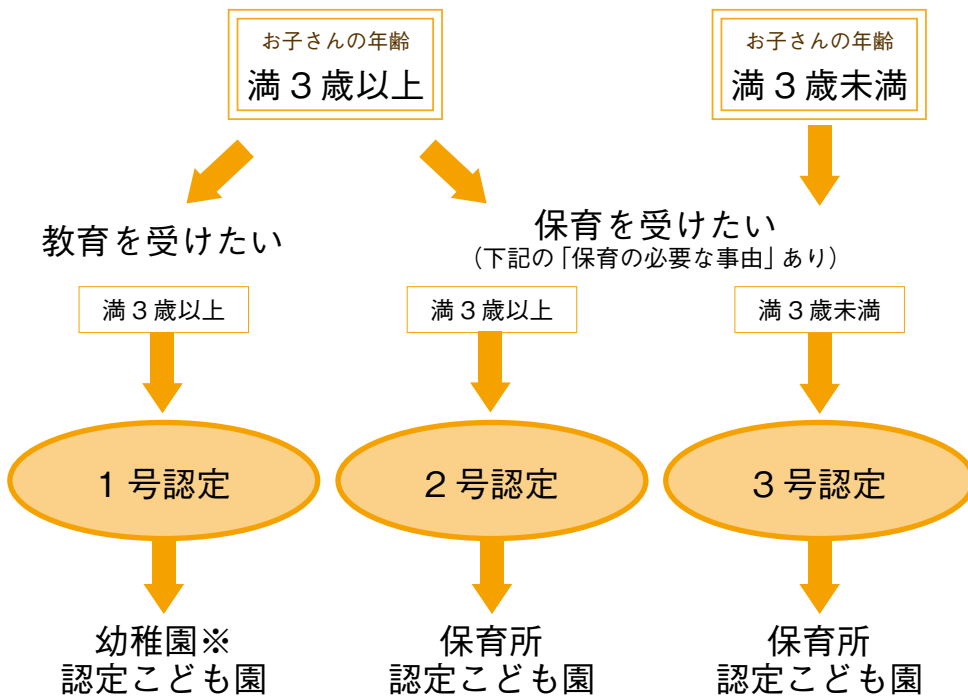 お子さんの年齢
満３歳以上
お子さんの年齢
満３歳未満
教育を受けたい
保育を受けたい
（下記の「保育の必要な事由」あり）
満３歳以上
満３歳以上
満３歳未満
１号認定
２号認定
３号認定
幼稚園※
認定こども園
保育所
認定こども園
保育所
認定こども園